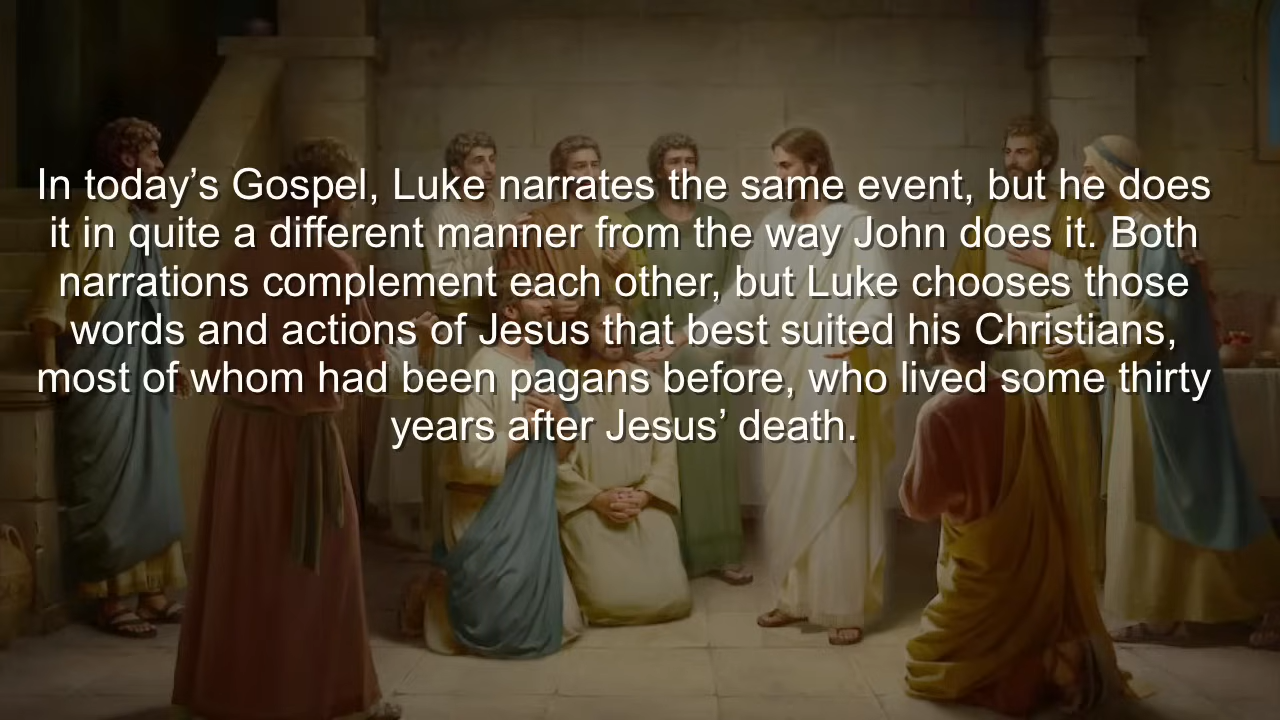 In today’s Gospel, Luke narrates the same event, but he does
it in quite a different manner from the way John does it. Both
narrations complement each other, but Luke chooses those
words and actions of Jesus that best suited his Christians,
most of whom had been pagans before, who lived some thirty
years after Jesus’ death.